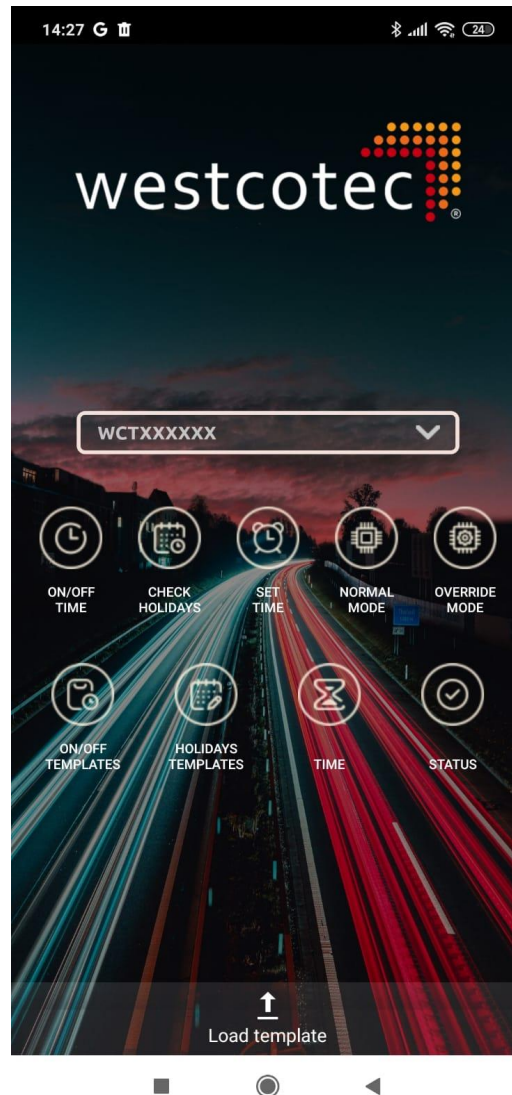 14:27 G
24
westcotec
®
WCTXXXXXX
ON/OFF
TIME
CHECK
HOLIDAYS
SET
TIME
NORMAL
MODE
OVERRIDE
MODE
ON/OFF
TEMPLATES
HOLIDAYS
TEMPLATES
TIME
STATUS
Load template